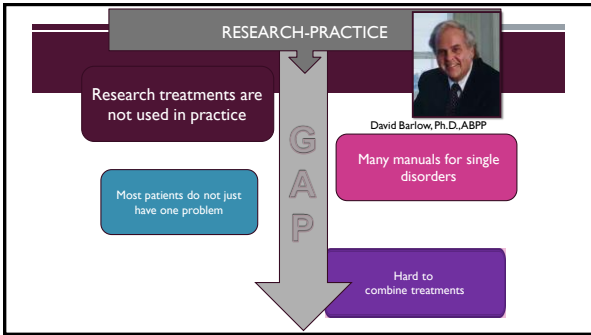 RESEARCH-PRACTICE
Research treatments are
not used in practice
David Barlow, Ph.D.,ABPP
G
A
P
Many manuals for single
disorders
Most patients do not just
have one problem
Hard to
combine treatments